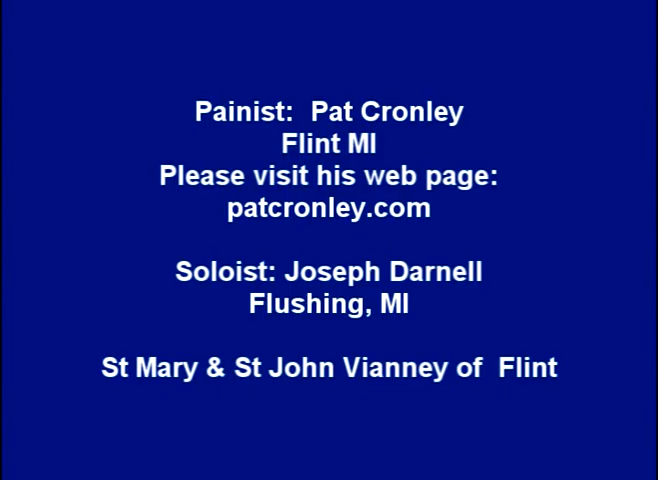 Painist:  Pat Cronley
Flint MI
Please visit his web page:
patcronley.com
Soloist: Joseph Darnell
Flushing, MI
St Mary & St John Vianney of  Flint